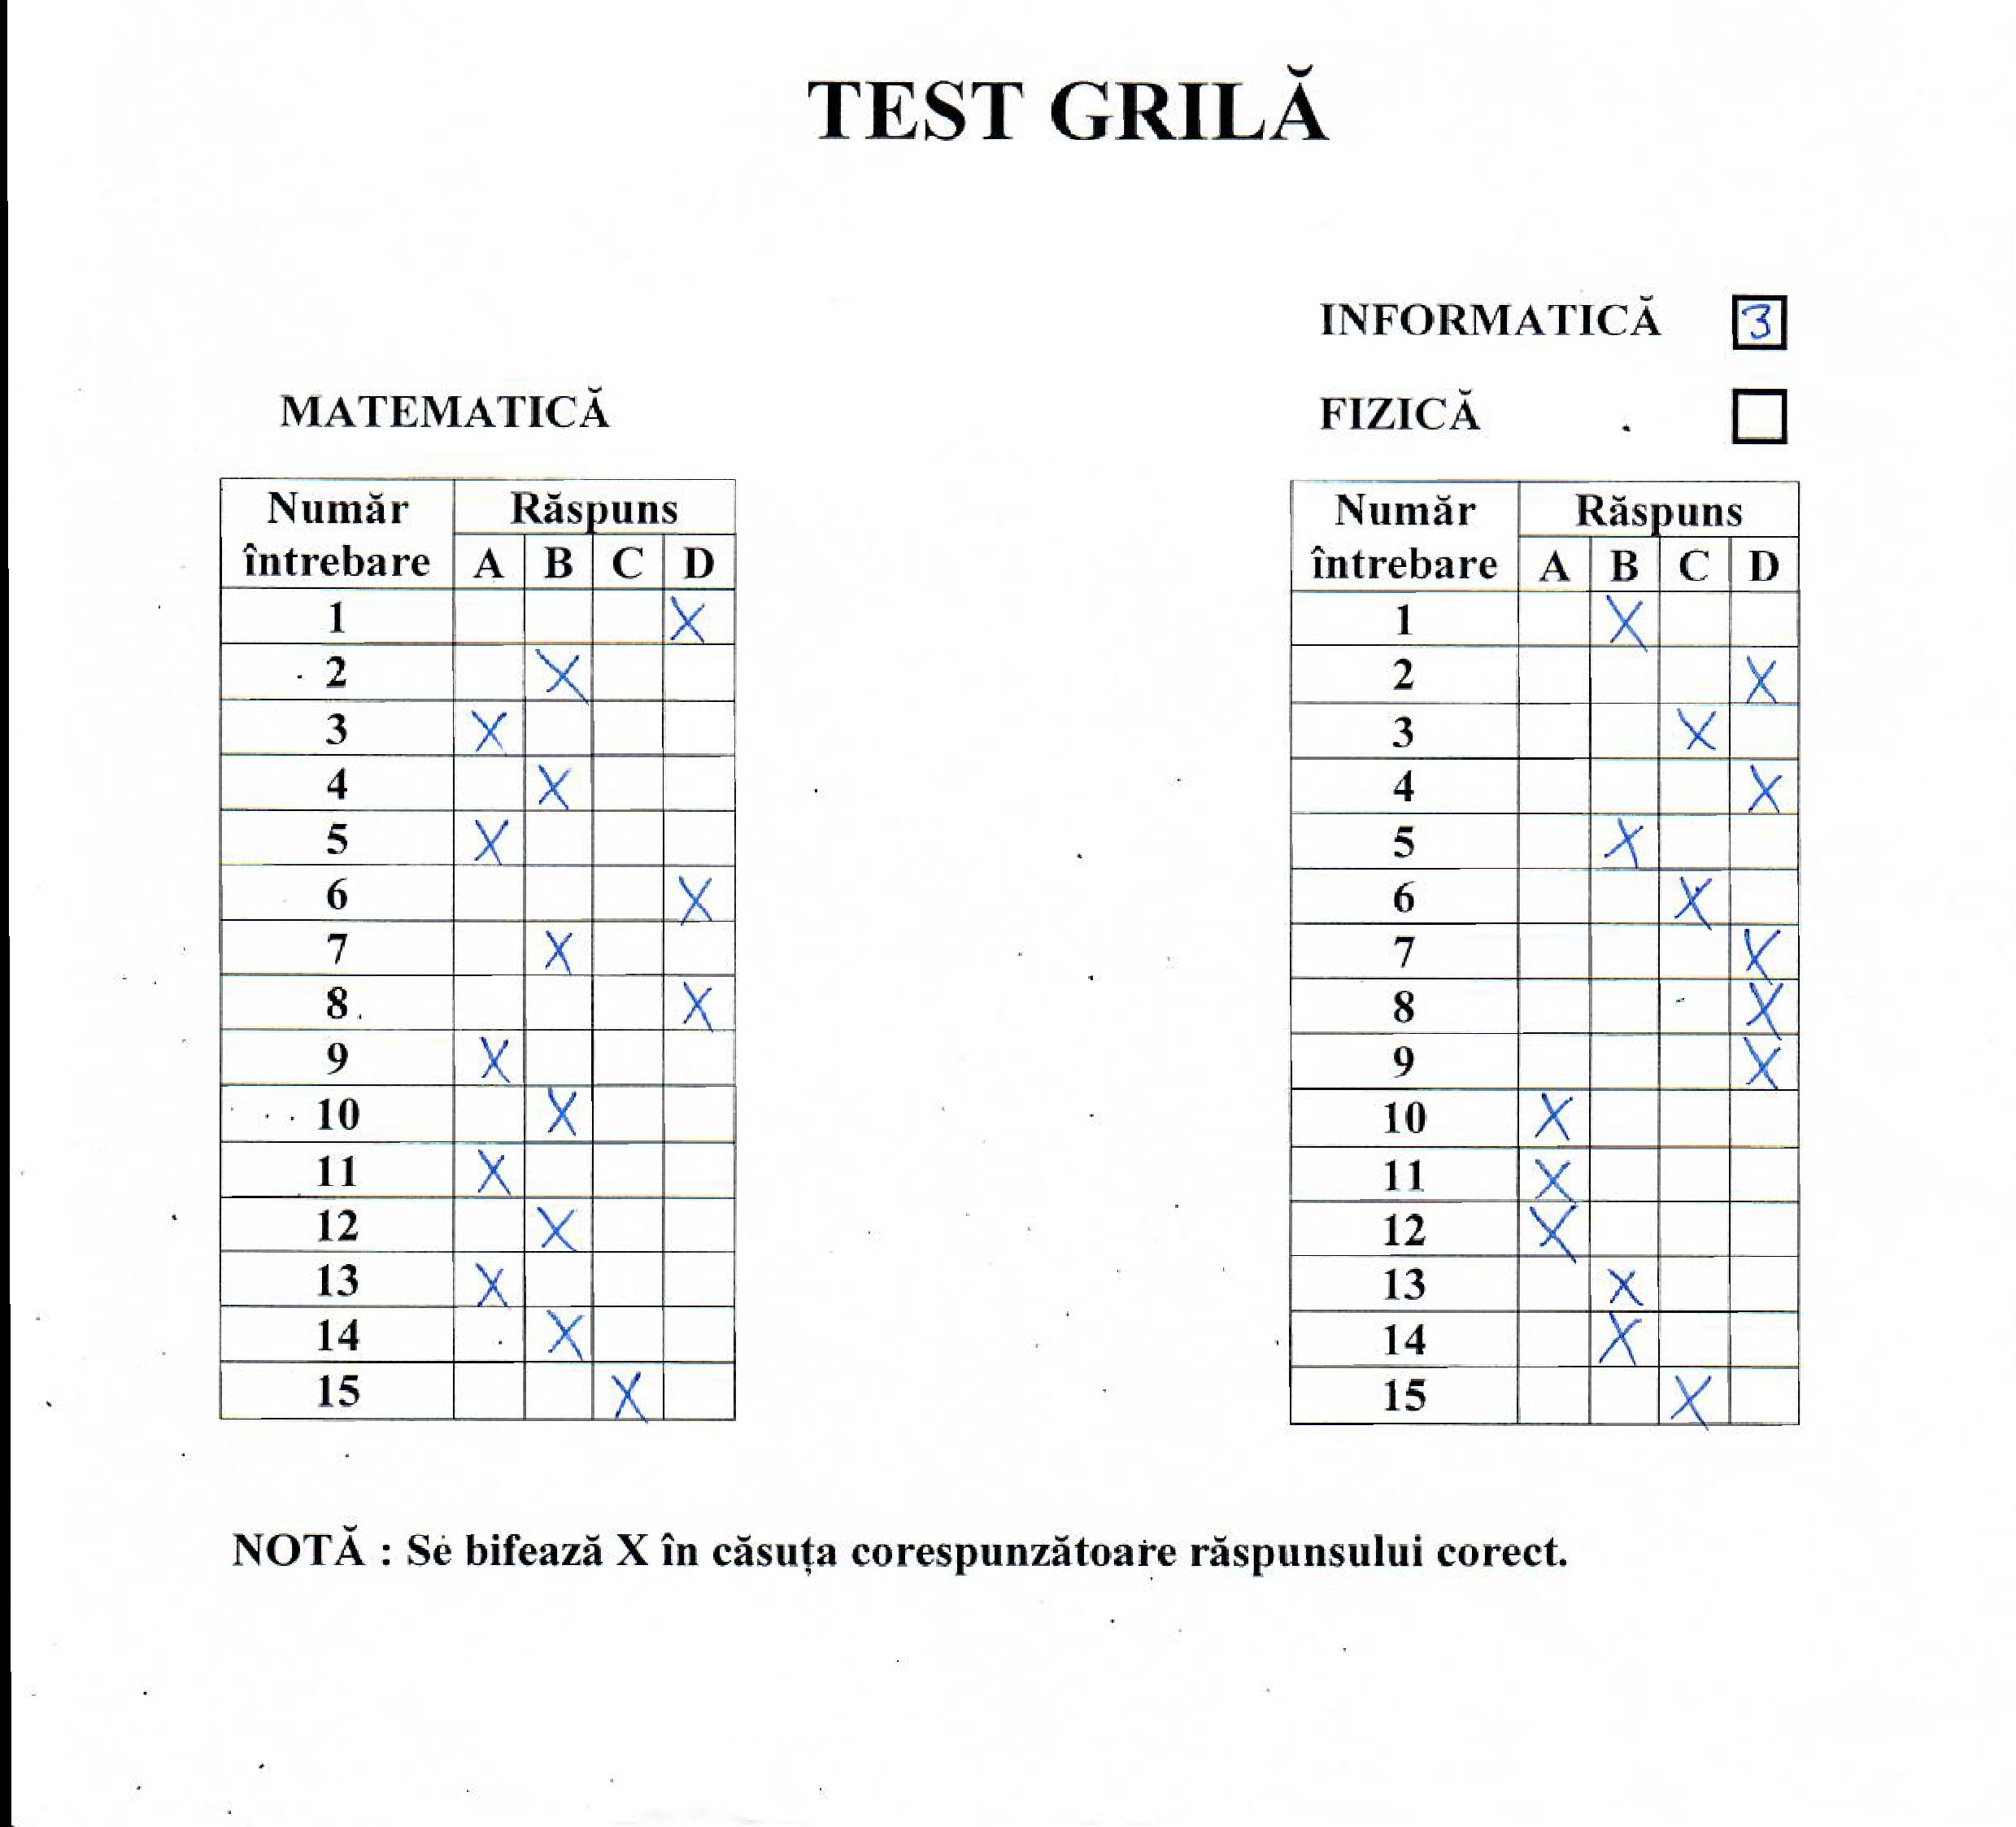 TEST GRILĂ
INFORMATICĂ 3
MATEMATICĂ
FIZICĂ
Număr întrebare Răspuns
A B C D
1 X
2 X
3 X
4 X
5 X
6 X
7 X
8 X
9 X
10 X
11 X
12 X
13 X
14 X
15 X
Număr întrebare Răspuns
A B C D
1 X
2 X
3 X
4 X
5 X
6 X
7 X
8 X
9 X
10 X
11 X
12 X
13 X
14 X
15 X
NOTĂ : Se bifează X în căsuța corespunzătoare răspunsului corect.